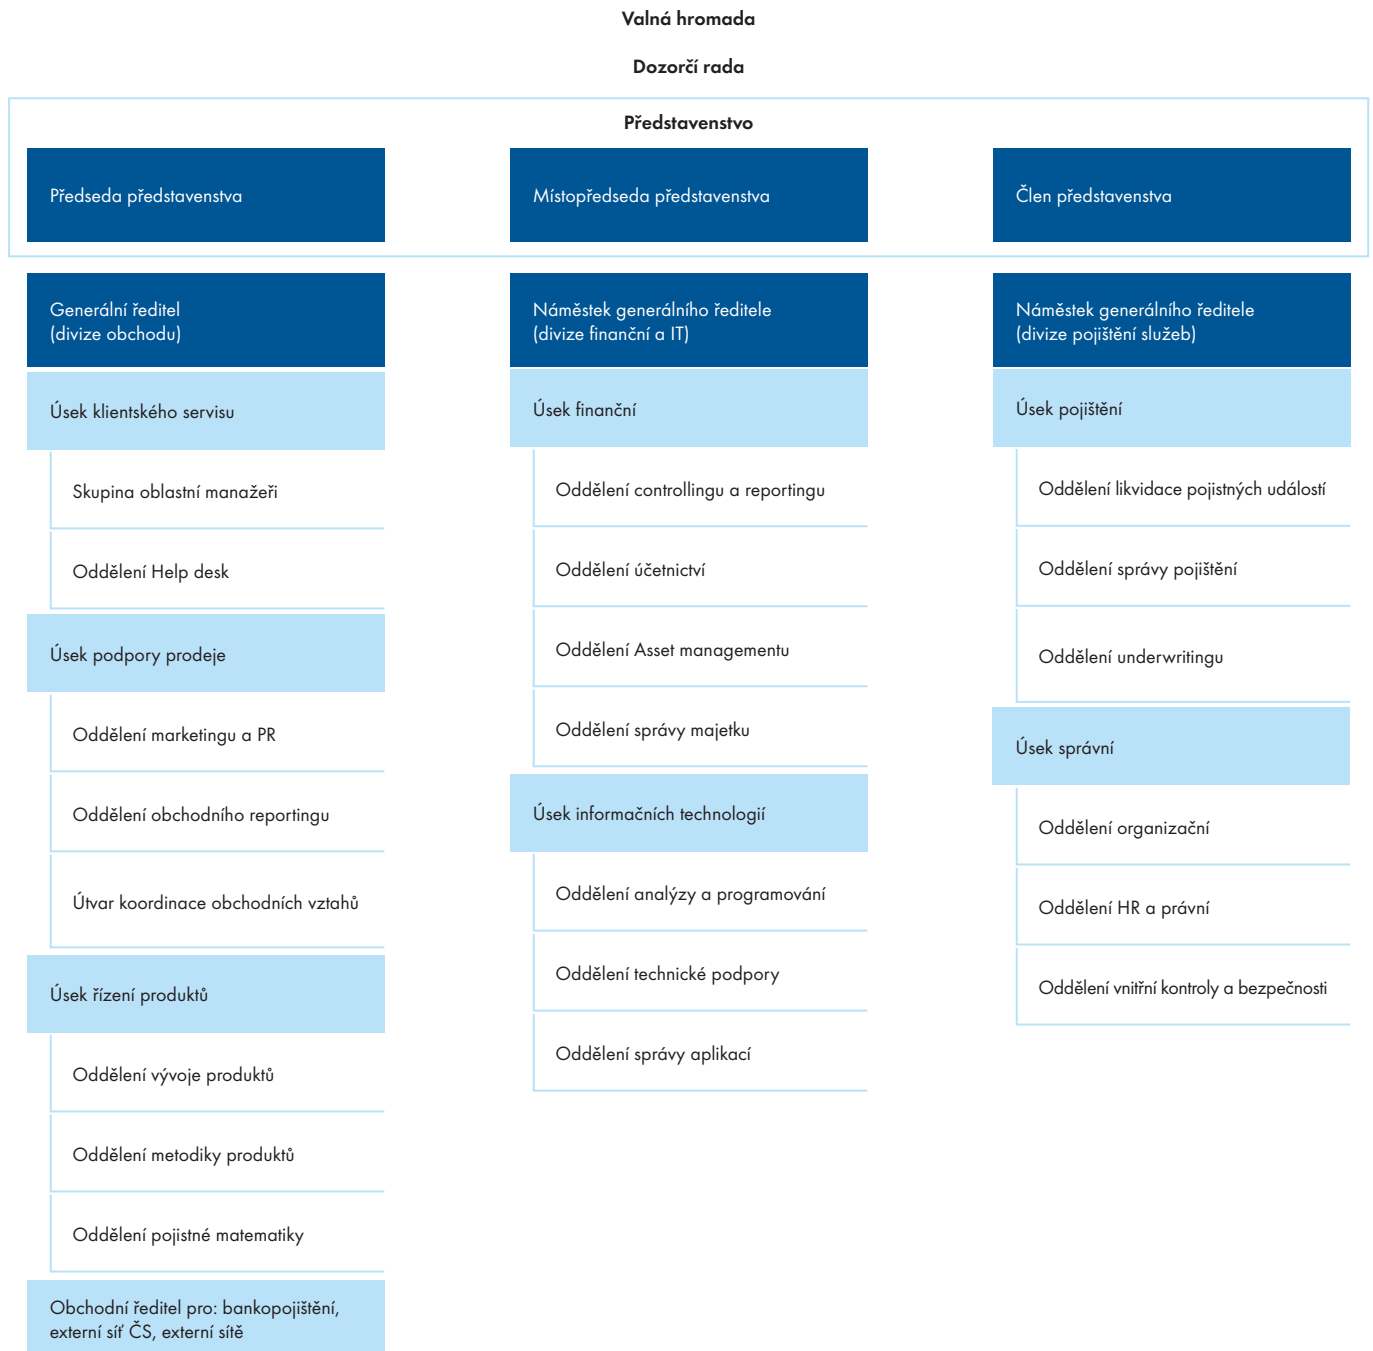 Valná hromada
Dozorčí rada
Představenstvo
Předseda představenstva
Místopředseda představenstva
Člen představenstva
Generální ředitel
(divize obchodu)
Úsek klientského servisu
Skupina oblastní manažeři
Oddělení Help desk
Úsek podpory prodeje
Oddělení marketingu a PR
Oddělení obchodního reportingu
Útvar koordinace obchodních vztahů
Úsek řízení produktů
Oddělení vývoje produktů
Oddělení metodiky produktů
Oddělení pojistné matematiky
Obchodní ředitel pro: bankopojištění,
externí síť ČS, externí sítě
Náměstek generálního ředitele
(divize finanční a IT)
Úsek finanční
Oddělení controllingu a reportingu
Oddělení účetnictví
Oddělení Asset managementu
Oddělení správy majetku
Úsek informačních technologií
Oddělení analýzy a programování
Oddělení technické podpory
Oddělení správy aplikací
Náměstek generálního ředitele
(divize pojištění služeb)
Úsek pojištění
Oddělení likvidace pojistných událostí
Oddělení správy pojištění
Oddělení underwritingu
Úsek správní
Oddělení organizační
Oddělení HR a právní
Oddělení vnitřní kontroly a bezpečnosti